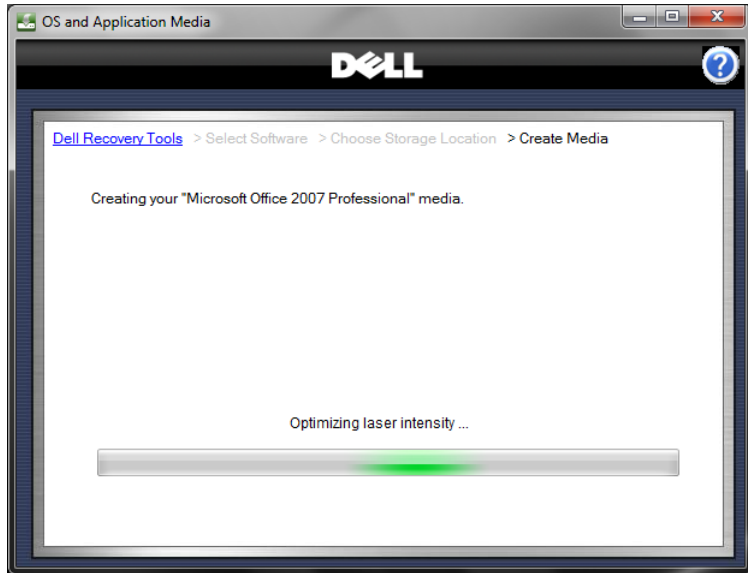 OS and Application Media
DELL
?
Dell Recovery Tools > Select Software > Choose Storage Location > Create Media
Creating your "Microsoft Office 2007 Professional" media.
Optimizing laser intensity ...